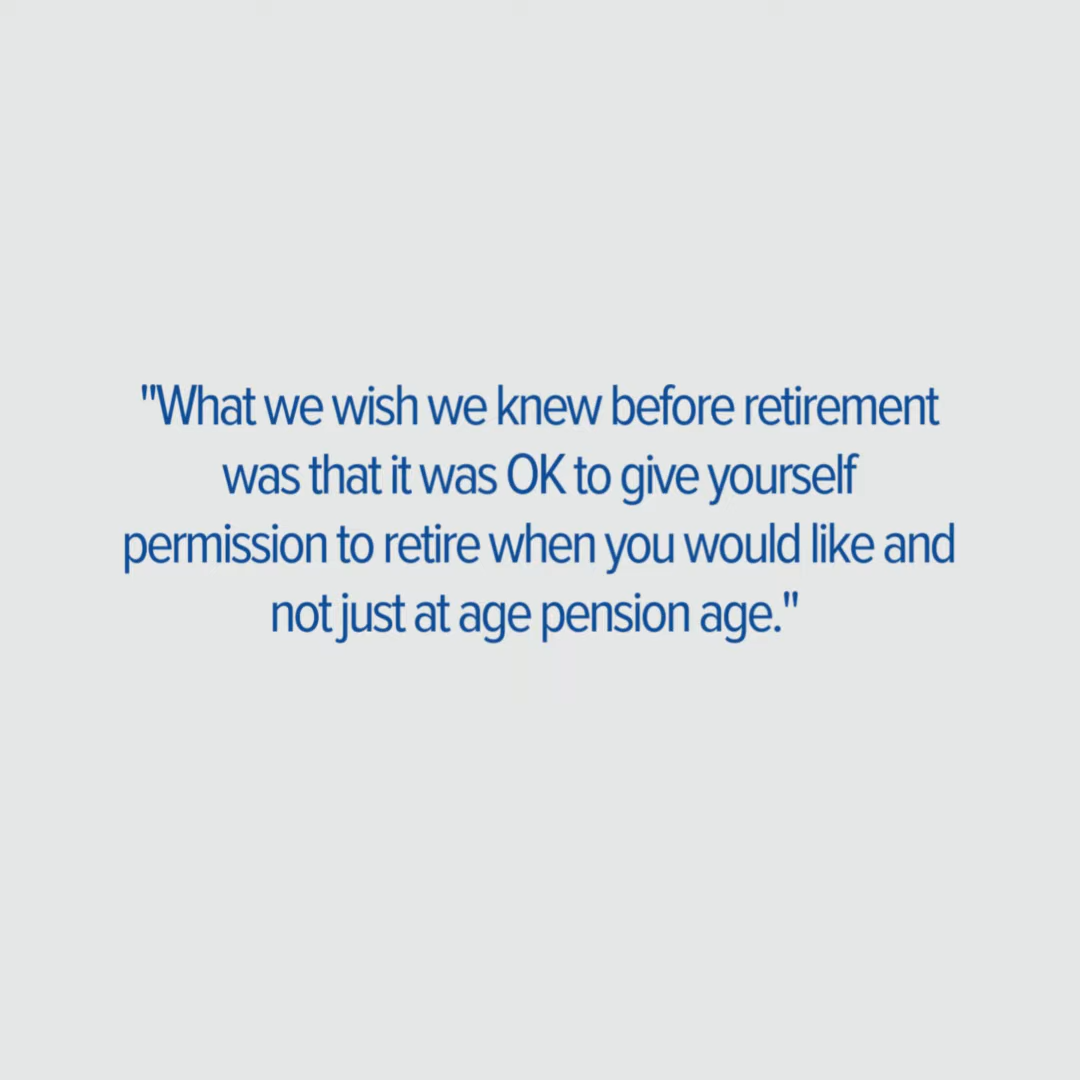 "What we wish we knew before retirement
was that it was OK to give yourself
permission to retire when you would like and
not just at age pension age."